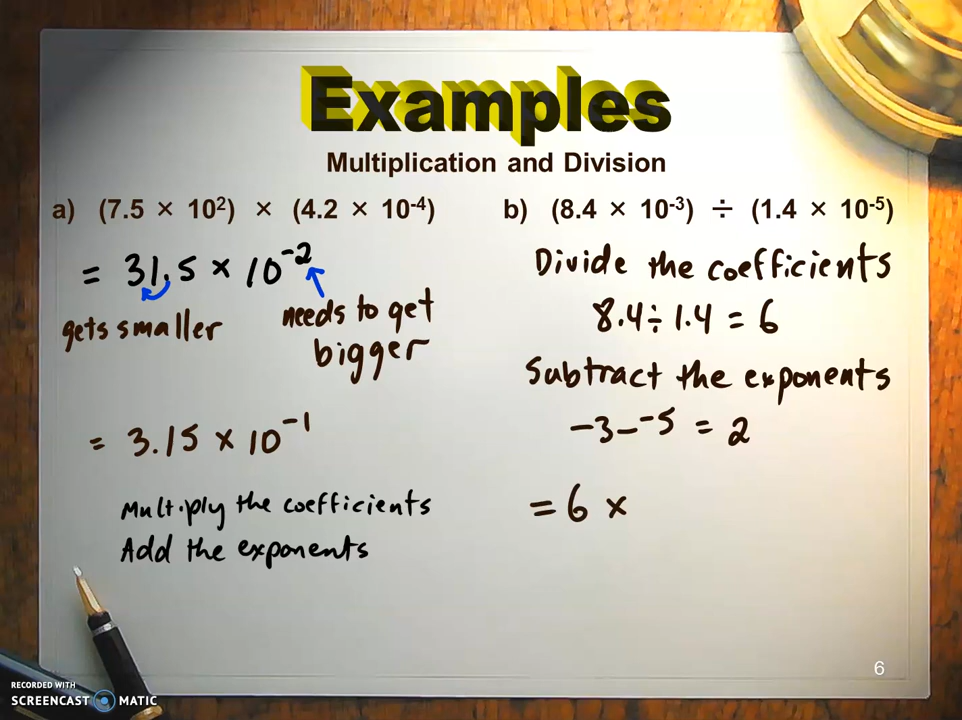 Examples
Multiplication and Division
a) (7.5 × 10²) × (4.2 × 10⁻⁴)
= 31.5 × 10⁻²
gets smaller
needs to get
bigger
= 3.15 × 10⁻¹
Multiply the coefficients
Add the exponents
b) (8.4 × 10⁻³) ÷ (1.4 × 10⁻⁵)
Divide the coefficients
8.4 ÷ 1.4 = 6
Subtract the exponents
-3 - -5 = 2
= 6 ×
6
RECORDED WITH
SCREENCAST MATIC